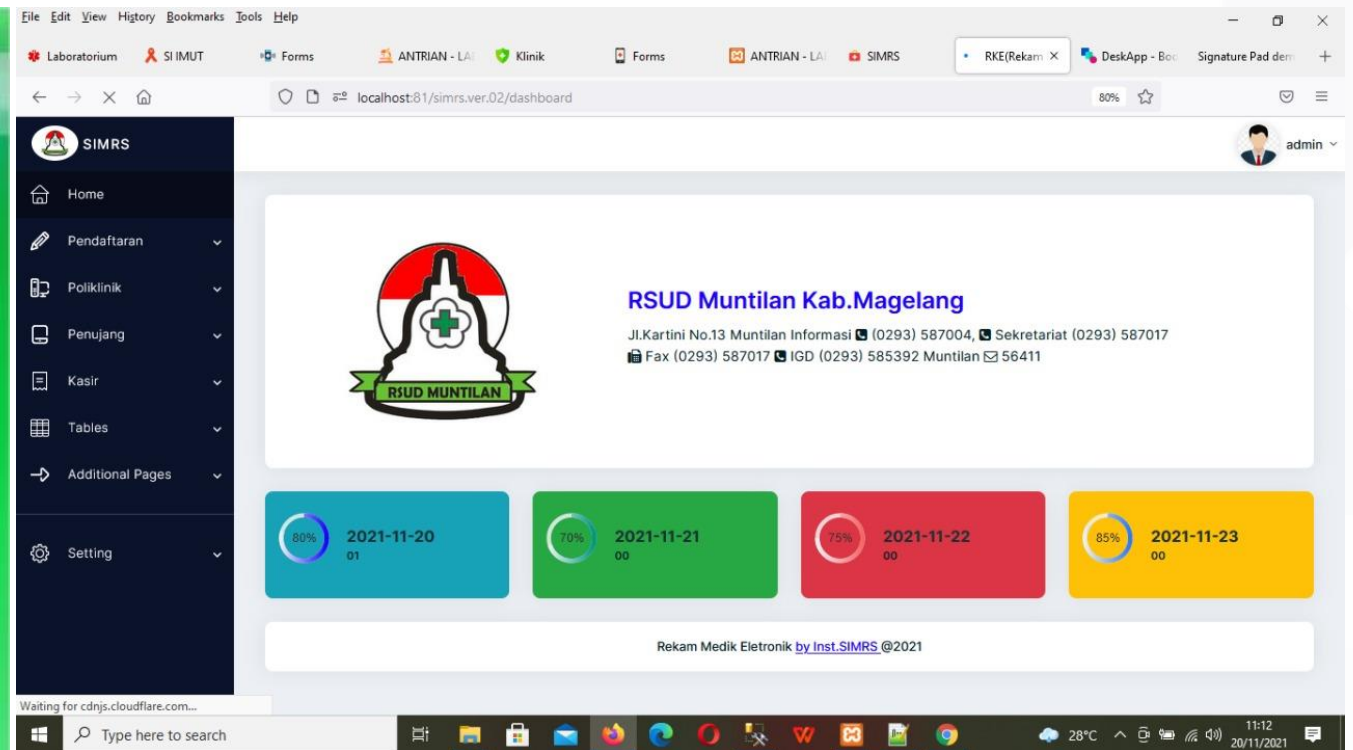 File Edit View History Bookmarks Tools Help
Laboratorium SI IMUT Forms ANTRIAN - LA Klinik Forms ANTRIAN - LA SIMRS RKE(Rekam DeskApp - Boo Signature Pad dem
localhost:81/simrs.ver.02/dashboard 80%
SIMRS
admin
Home
Pendaftaran
Poliklinik
Penujang
Kasir
Tables
Additional Pages
Setting
RSUD MUNTILAN
RSUD Muntilan Kab.Magelang
Jl.Kartini No.13 Muntilan Informasi (0293) 587004, Sekretariat (0293) 587017
Fax (0293) 587017 IGD (0293) 585392 Muntilan 56411
80% 2021-11-20
01
70% 2021-11-21
00
75% 2021-11-22
00
85% 2021-11-23
00
Rekam Medik Eletronik by Inst.SIMRS @2021
Waiting for cdnjs.cloudflare.com...
Type here to search
28°C
11:12
20/11/2021